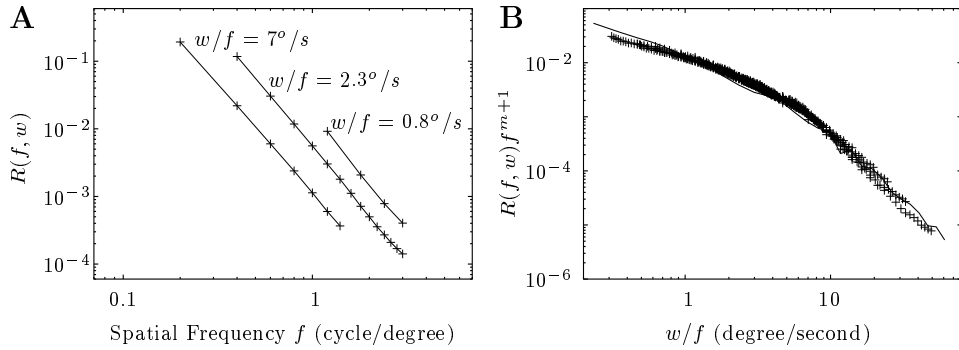 A
R(f, w)
10⁻¹
10⁻²
10⁻³
10⁻⁴
w/f = 7°/s
w/f = 2.3°/s
w/f = 0.8°/s
0.1
1
Spatial Frequency f (cycle/degree)
B
R(f, w)f^{m+1}
10⁻²
10⁻⁴
10⁻⁶
1
10
w/f (degree/second)